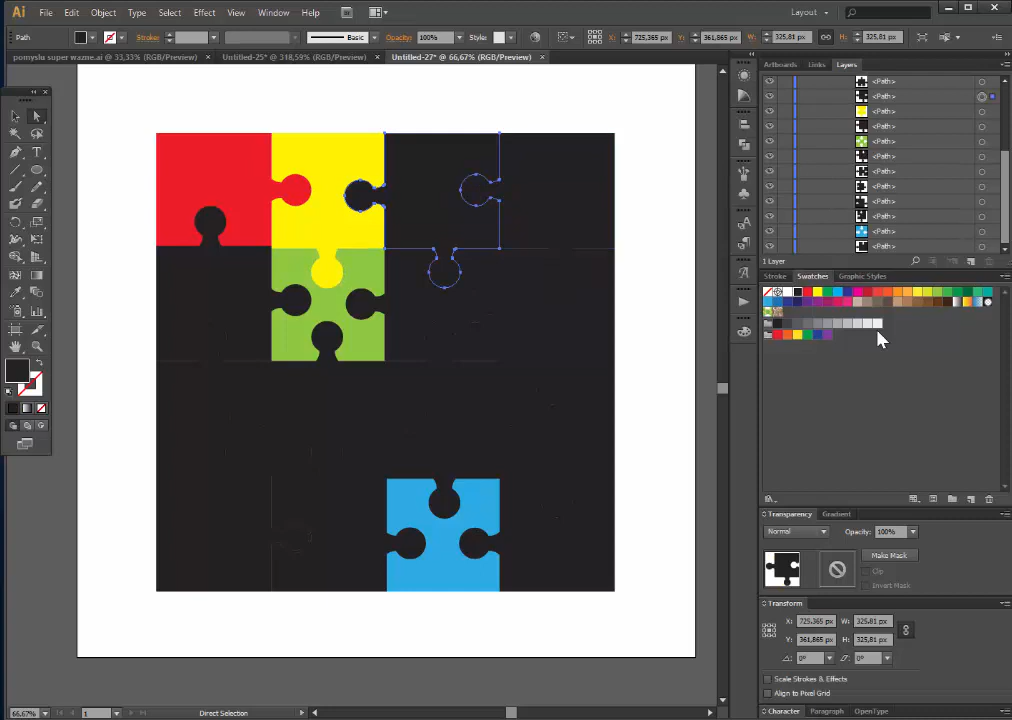 Ai File Edit Object Type Select Effect View Window Help Layout
Path Stroke: Basic Opacity: 100% Style: X: 725,365 px Y: 361,865 px W: 325,81 px H: 325,81 px
pomyslu super wazne.ai @ 33,33% (RGB/Preview) × Untitled-25* @ 318,59% (RGB/Preview) × Untitled-27* @ 66,67% (RGB/Preview) ×
Artboards Links Layers
<Path>
<Path>
<Path>
<Path>
<Path>
<Path>
<Path>
<Path>
<Path>
<Path>
<Path>
<Path>
1 Layer
Stroke Swatches Graphic Styles
Transparency Gradient
Normal Opacity: 100%
Make Mask
Clip
Invert Mask
Transform
X: 725,365 px W: 325,81 px
Y: 361,865 px H: 325,81 px
0° 0°
Scale Strokes & Effects
Align to Pixel Grid
Character Paragraph OpenType
66,67% 1 Direct Selection